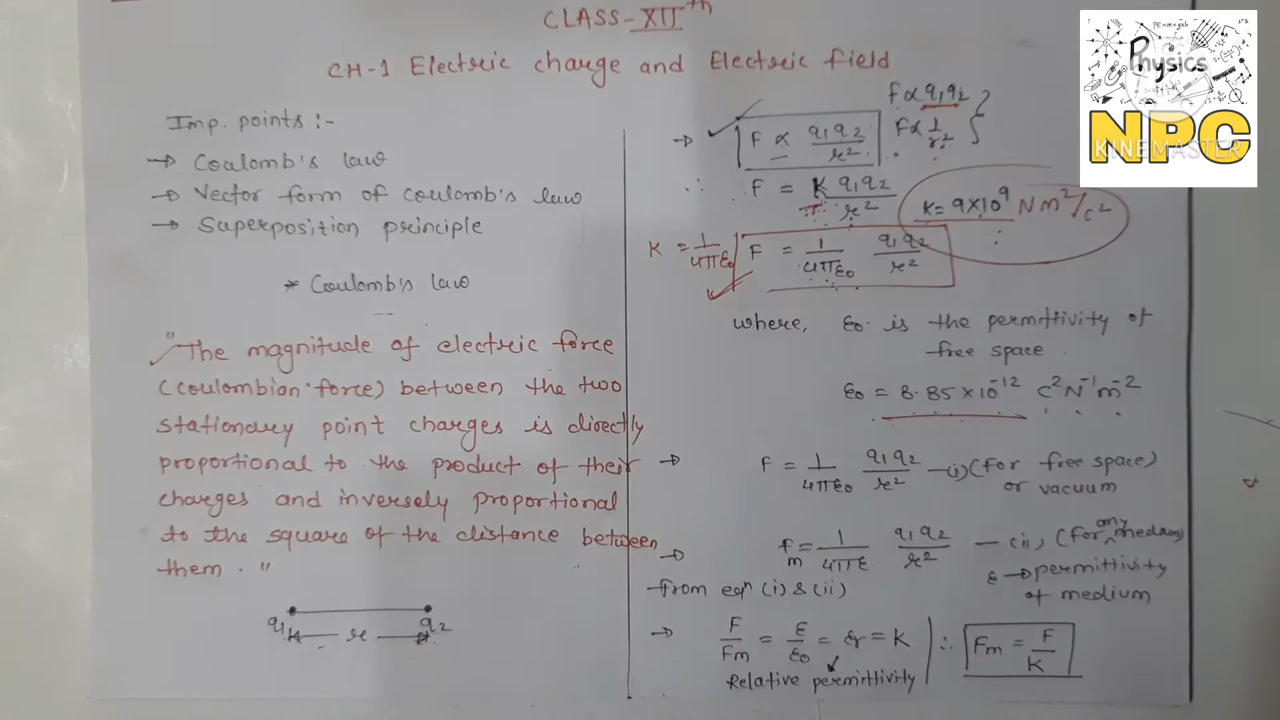 CLASS-XIIth
CH-1 Electric charge and Electric field
Imp. points :-
→ Coulomb's law
→ Vector form of coulomb's law
→ Superposition principle
* Coulomb's law
"The magnitude of electric force
(coulombian force) between the two
stationary point charges is directly
proportional to the product of their
charges and inversely proportional
to the square of the distance between
them."
q1 r q2
F ∝ q1q2
→ F ∝ q1q2/r² F ∝ 1/r²
∴ F = K q1q2/r² K = 9×10⁹ Nm²/c²
K = 1/4πε0 F = 1/4πε0 q1q2/r²
where, ε0 is the permittivity of
free space
ε0 = 8.85×10⁻¹² c²N⁻¹m⁻²
→ F = 1/4πε0 q1q2/r² —(i) (for free space)
or vacuum
→ Fm = 1/4πε q1q2/r² —(ii) (for any medium)
ε → permittivity
of medium
from eqn (i) & (ii)
→ F/Fm = ε/ε0 = εr = K ∴ Fm = F/K
Relative permittivity
Physics
NPC
KINEMASTER